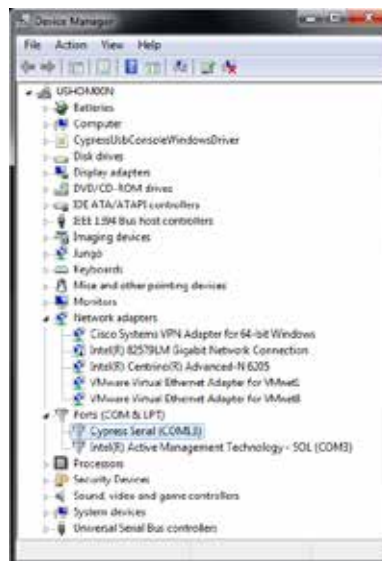 Device Manager
File Action View Help
USHOM00N
Batteries
Computer
CypressUsbConsoleWindowsDriver
Disk drives
Display adapters
DVD/CD-ROM drives
IDE ATA/ATAPI controllers
IEEE 1394 Bus host controllers
Imaging devices
Jungo
Keyboards
Mice and other pointing devices
Monitors
Network adapters
Cisco Systems VPN Adapter for 64-bit Windows
Intel(R) 82579LM Gigabit Network Connection
Intel(R) Centrino(R) Advanced-N 6205
VMware Virtual Ethernet Adapter for VMnet1
VMware Virtual Ethernet Adapter for VMnet8
Ports (COM & LPT)
Cypress Serial (COM13)
Intel(R) Active Management Technology - SOL (COM3)
Processors
Security Devices
Sound, video and game controllers
System devices
Universal Serial Bus controllers